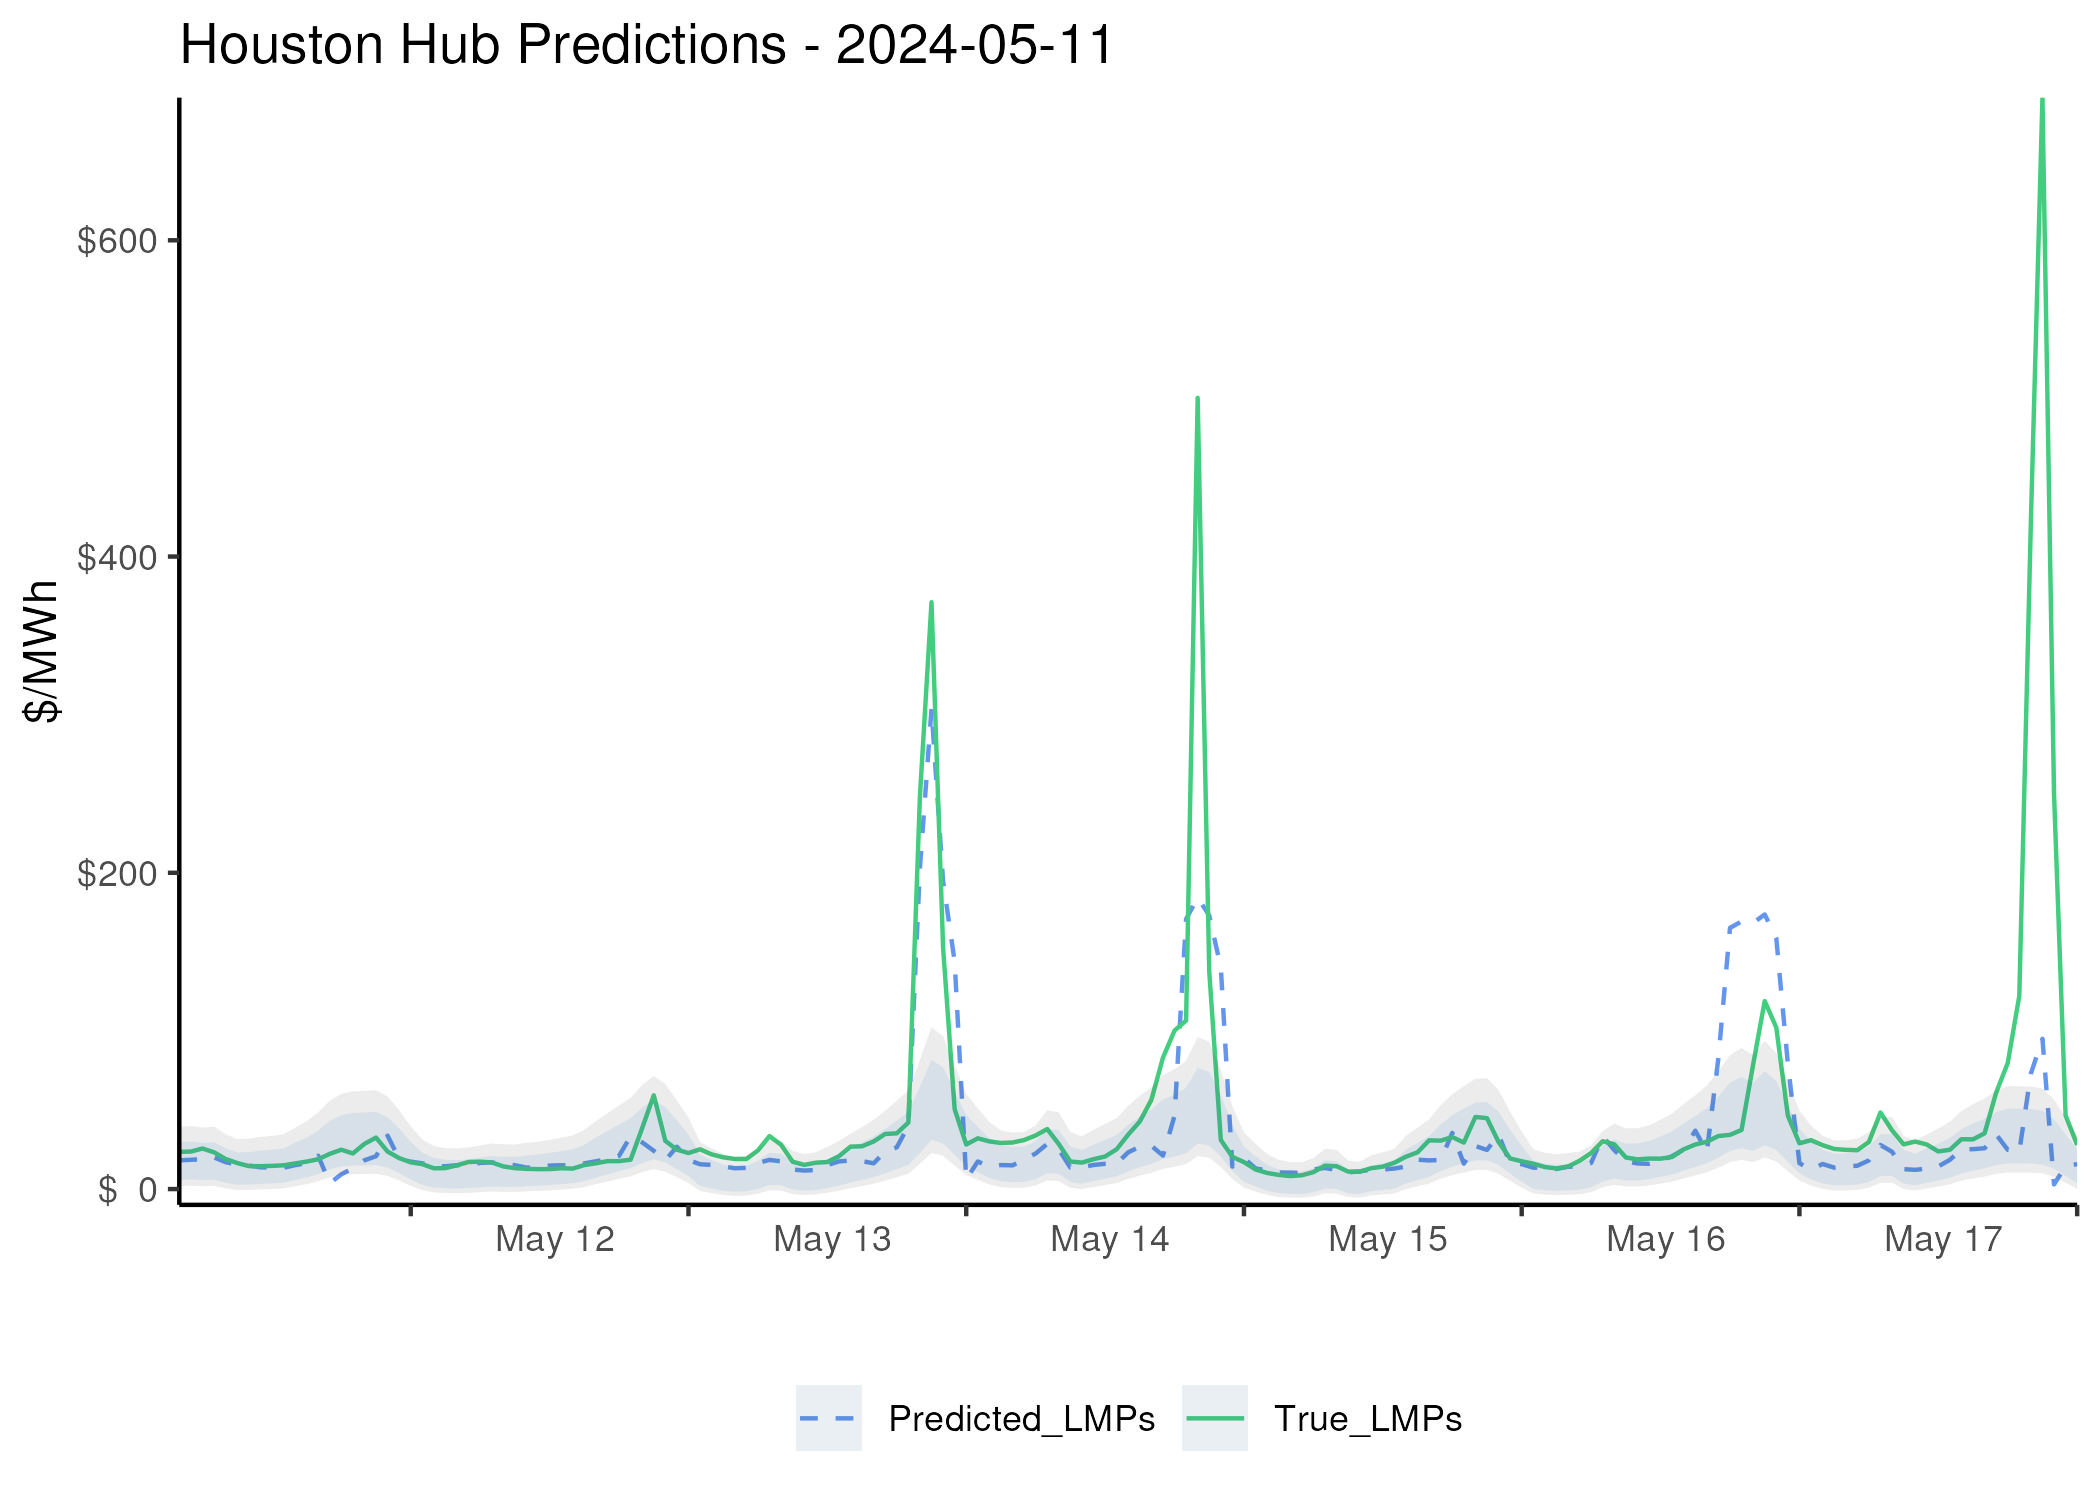 Houston Hub Predictions - 2024-05-11
$/MWh
$600
$400
$200
$ 0
May 12 May 13 May 14 May 15 May 16 May 17
Predicted_LMPs True_LMPs